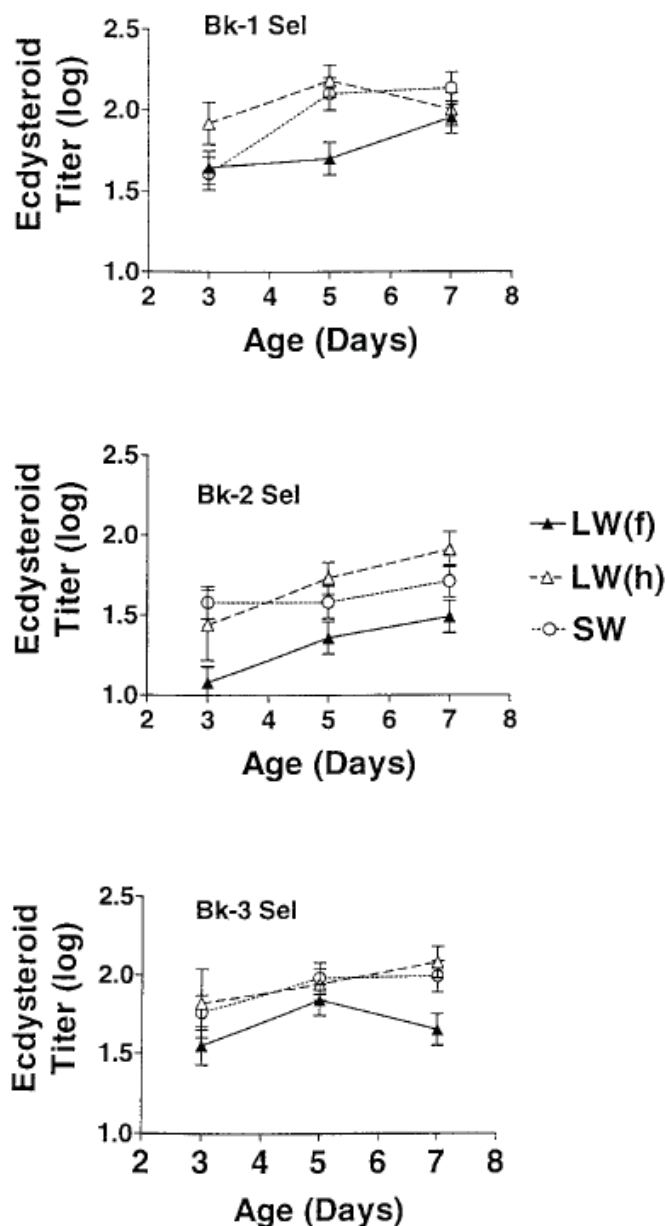 Bk-1 Sel
Ecdysteroid
Titer (log)
2.5
2.0
1.5
1.0
2 3 4 5 6 7 8
Age (Days)
Bk-2 Sel
Ecdysteroid
Titer (log)
2.5
2.0
1.5
1.0
2 3 4 5 6 7 8
Age (Days)
LW(f)
LW(h)
SW
Bk-3 Sel
Ecdysteroid
Titer (log)
2.5
2.0
1.5
1.0
2 3 4 5 6 7 8
Age (Days)